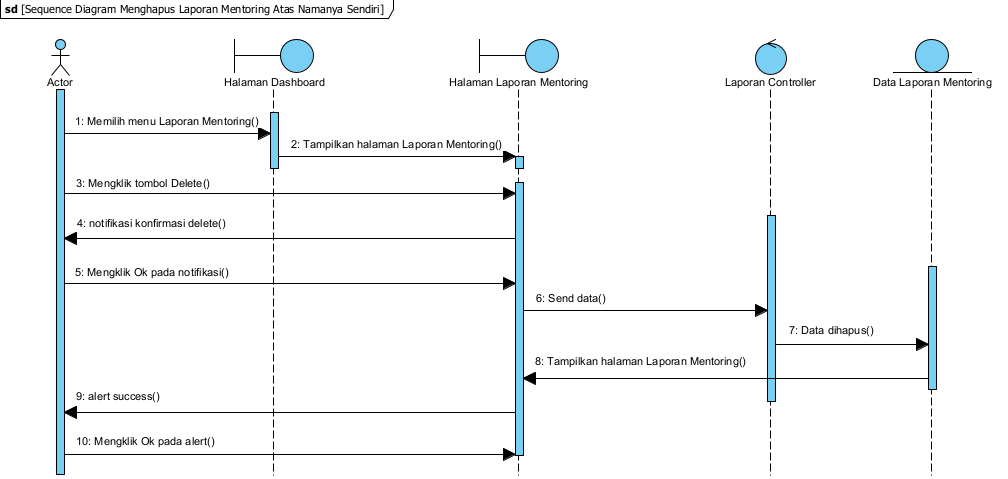 sd [Sequence Diagram Menghapus Laporan Mentoring Atas Namanya Sendiri]
Actor
Halaman Dashboard
Halaman Laporan Mentoring
Laporan Controller
Data Laporan Mentoring
1: Memilih menu Laporan Mentoring()
2: Tampilkan halaman Laporan Mentoring()
3: Mengklik tombol Delete()
4: notifikasi konfirmasi delete()
5: Mengklik Ok pada notifikasi()
6: Send data()
7: Data dihapus()
8: Tampilkan halaman Laporan Mentoring()
9: alert success()
10: Mengklik Ok pada alert()